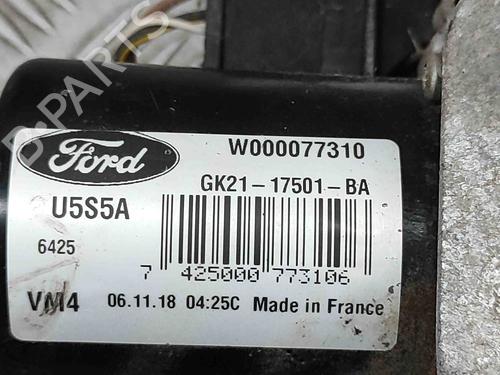 B-PARTS
Ford
W000077310
GK21-17501-BA
U5S5A
6425
7 425000 773106
VM4 06.11.18 04:25C Made in France